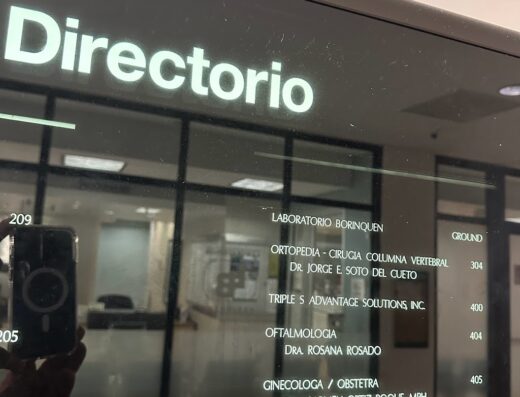 Directorio
209
205
LABORATORIO BORINQUEN GROUND
ORTOPEDIA - CIRUGIA COLUMNA VERTEBRAL 304
DR. JORGE E. SOTO DEL CUETO
TRIPLE S ADVANTAGE SOLUTIONS, INC. 400
OFTALMOLOGIA 404
DRA. ROSANA ROSADO
GINECOLOGA / OBSTETRA 405